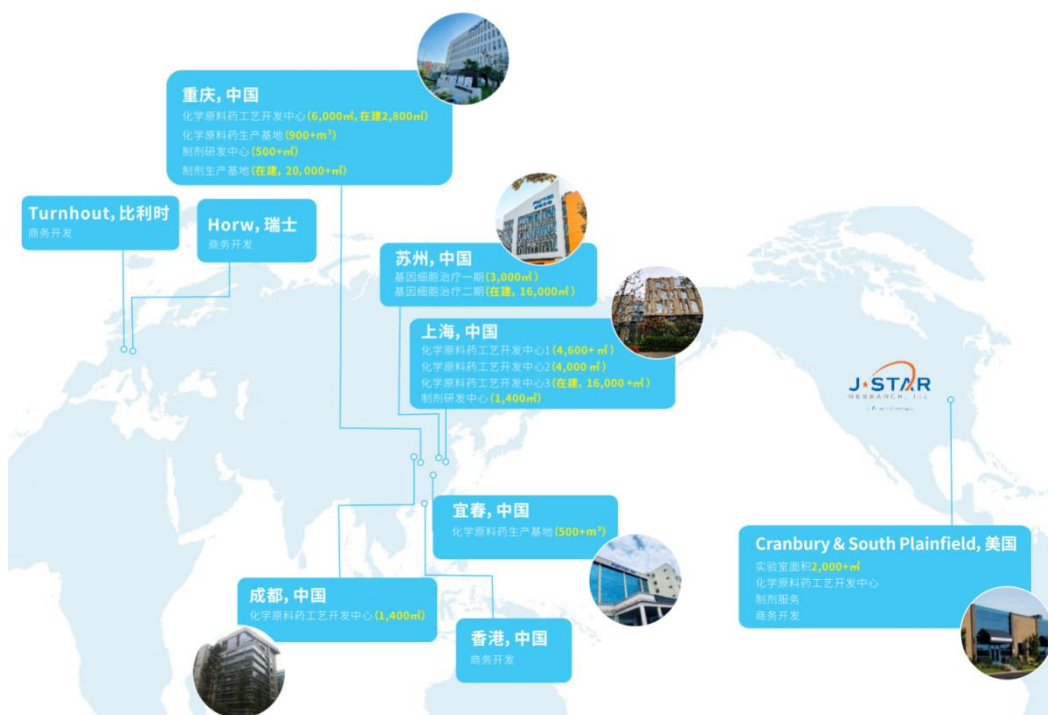 重庆, 中国
化学原料药工艺开发中心(6,000㎡, 在建2,800㎡)
化学原料药生产基地(900+m³)
制剂研发中心(500+㎡)
制剂生产基地(在建, 20,000+㎡)
Turnhout, 比利时
商务开发
Horw, 瑞士
商务开发
苏州, 中国
基因细胞治疗一期(3,000㎡)
基因细胞治疗二期(在建, 16,000㎡)
上海, 中国
化学原料药工艺开发中心1(4,600+㎡)
化学原料药工艺开发中心2(4,000㎡)
化学原料药工艺开发中心3(在建, 16,000+㎡)
制剂研发中心(1,400㎡)
J·STAR
RESEARCH, Inc.
宜春, 中国
化学原料药生产基地(500+m³)
成都, 中国
化学原料药工艺开发中心(1,400㎡)
香港, 中国
商务开发
Cranbury & South Plainfield, 美国
实验室面积2,000+㎡
化学原料药工艺开发中心
制剂服务
商务开发